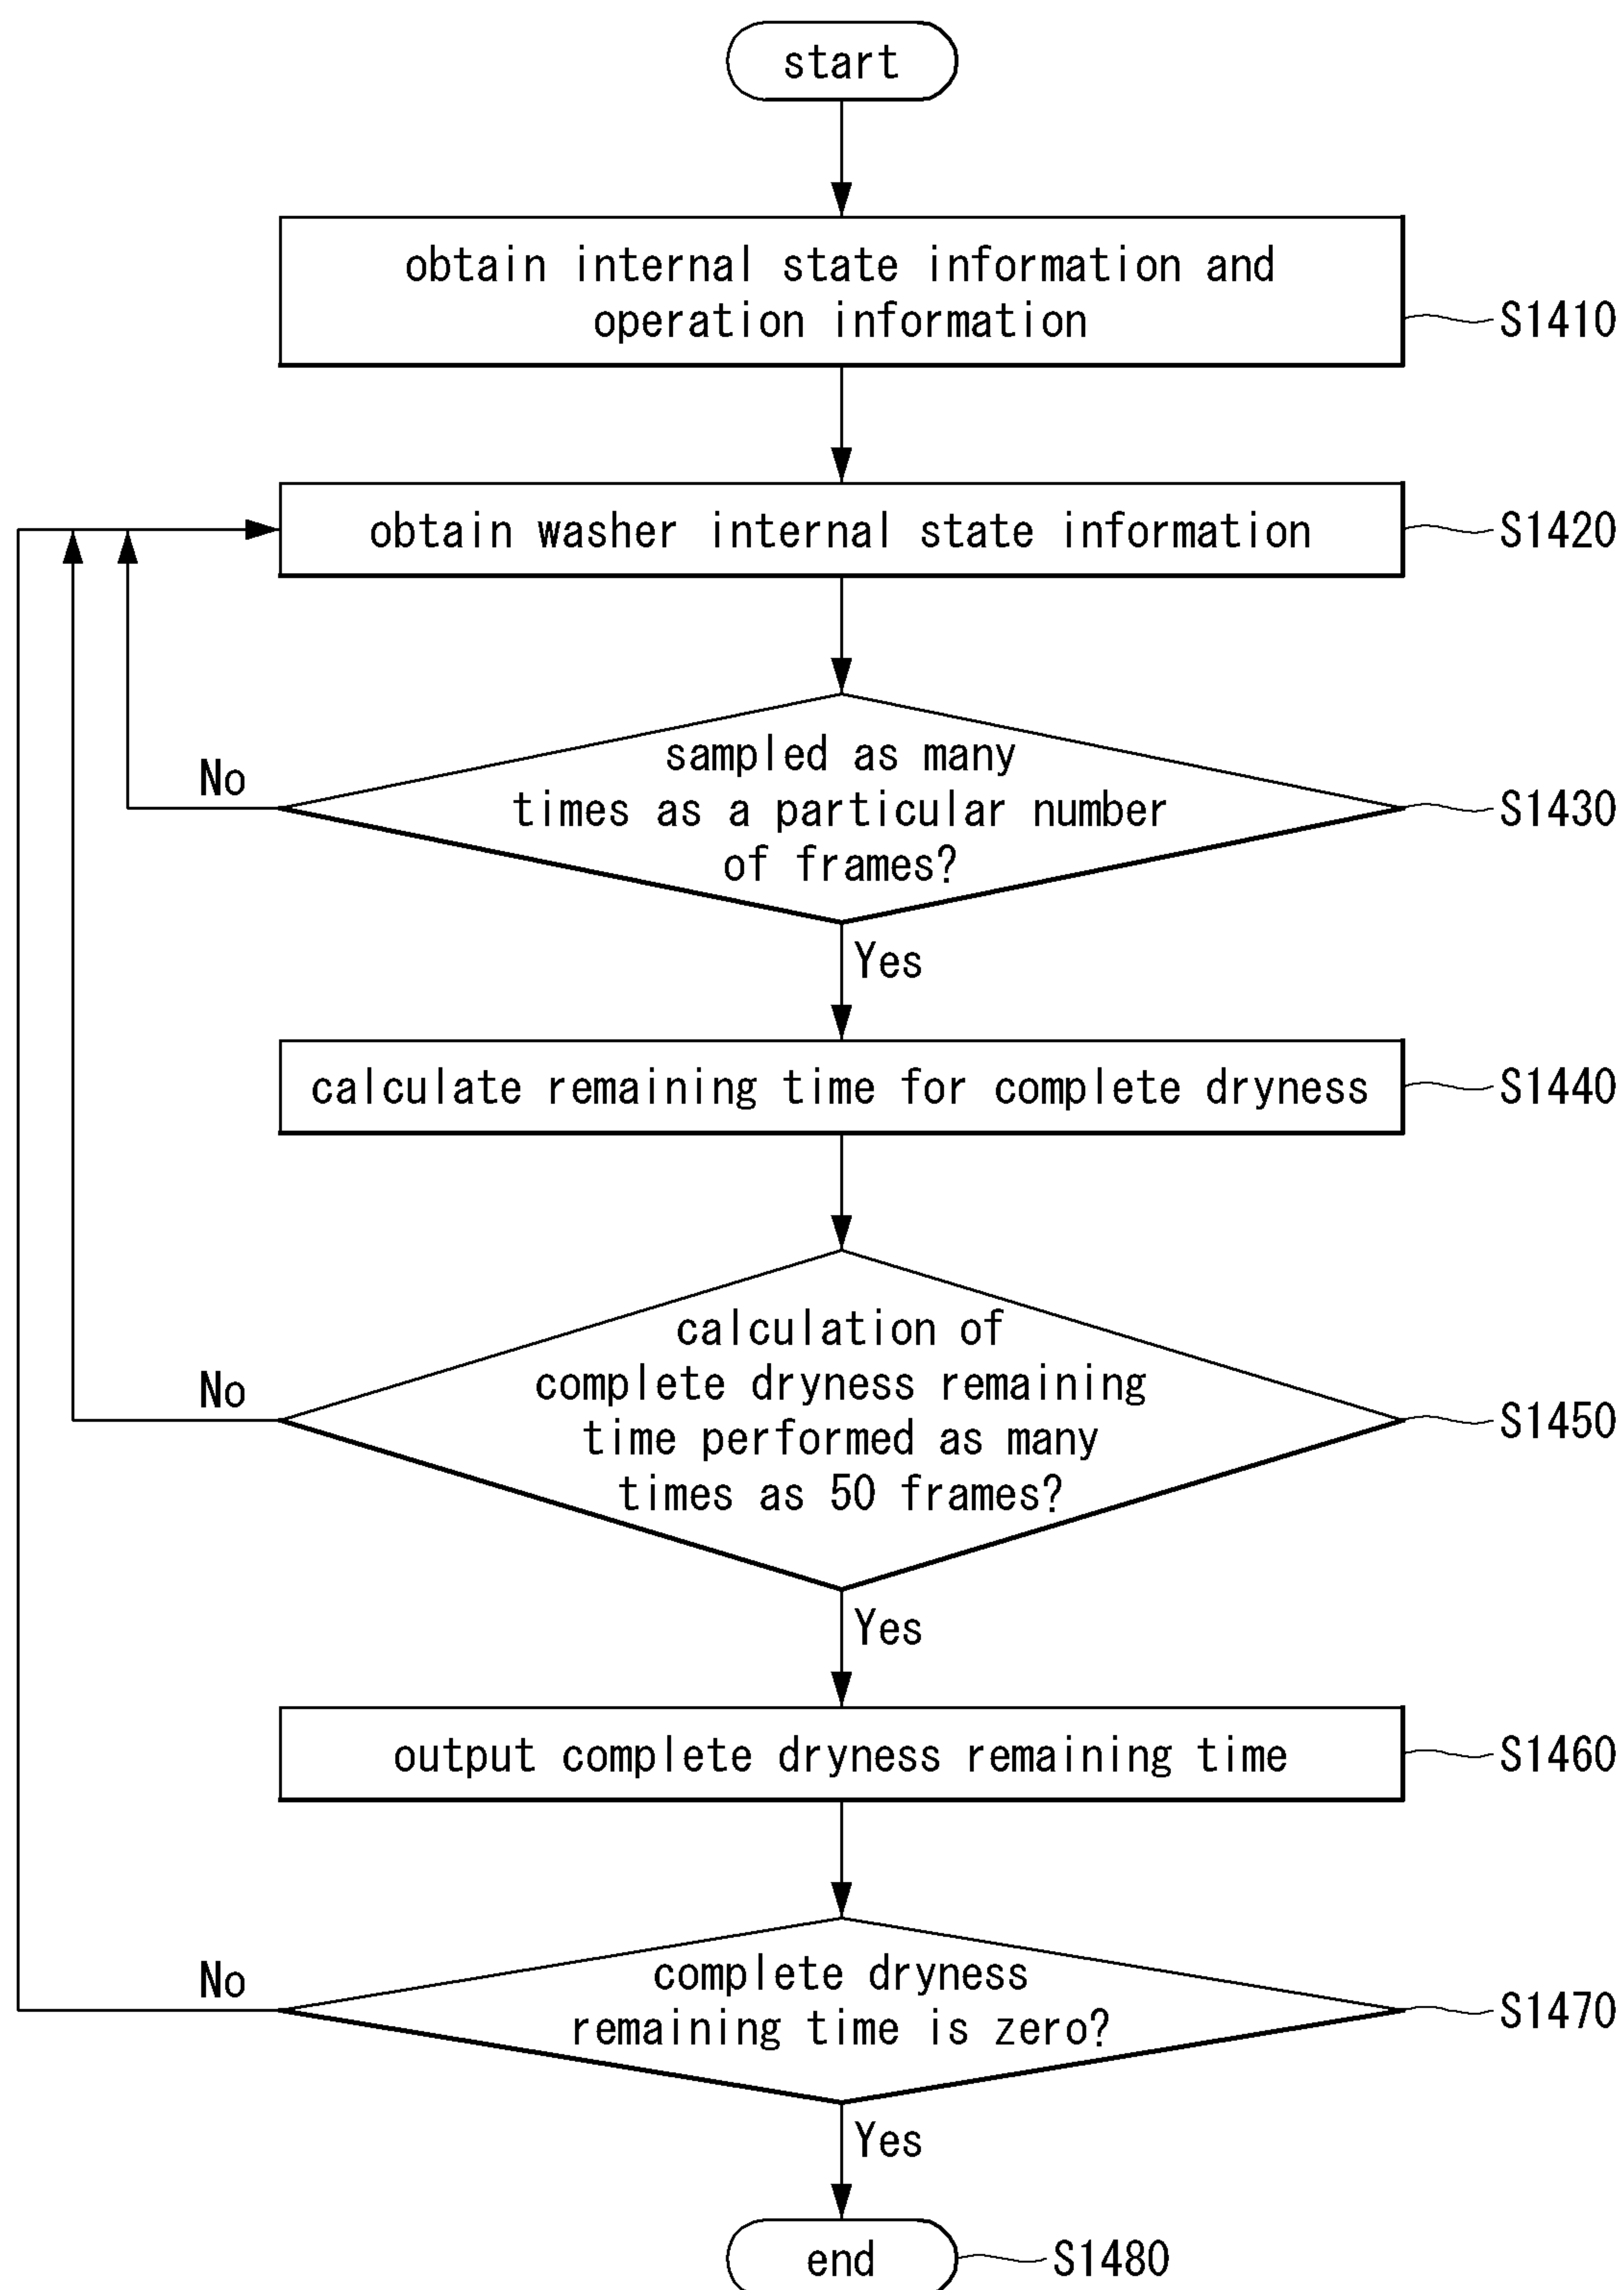 start
obtain internal state information and
operation information
S1410
obtain washer internal state information
S1420
sampled as many
times as a particular number
of frames?
No
S1430
Yes
calculate remaining time for complete dryness
S1440
calculation of
complete dryness remaining
time performed as many
times as 50 frames?
No
S1450
Yes
output complete dryness remaining time
S1460
complete dryness
remaining time is zero?
No
S1470
Yes
end
S1480